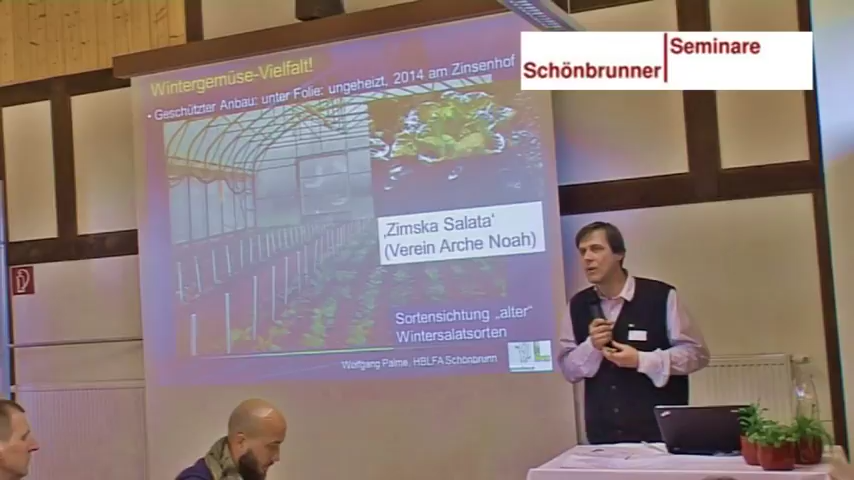 Schönbrunner Seminare
Wintergemüse-Vielfalt!
• Geschützter Anbau: unter Folie: ungeheizt, 2014 am Zinsenhof
‚Zimska Salata‘
(Verein Arche Noah)
Sortensichtung „alter“
Wintersalatsorten
Wolfgang Palme, HBLFA Schönbrunn